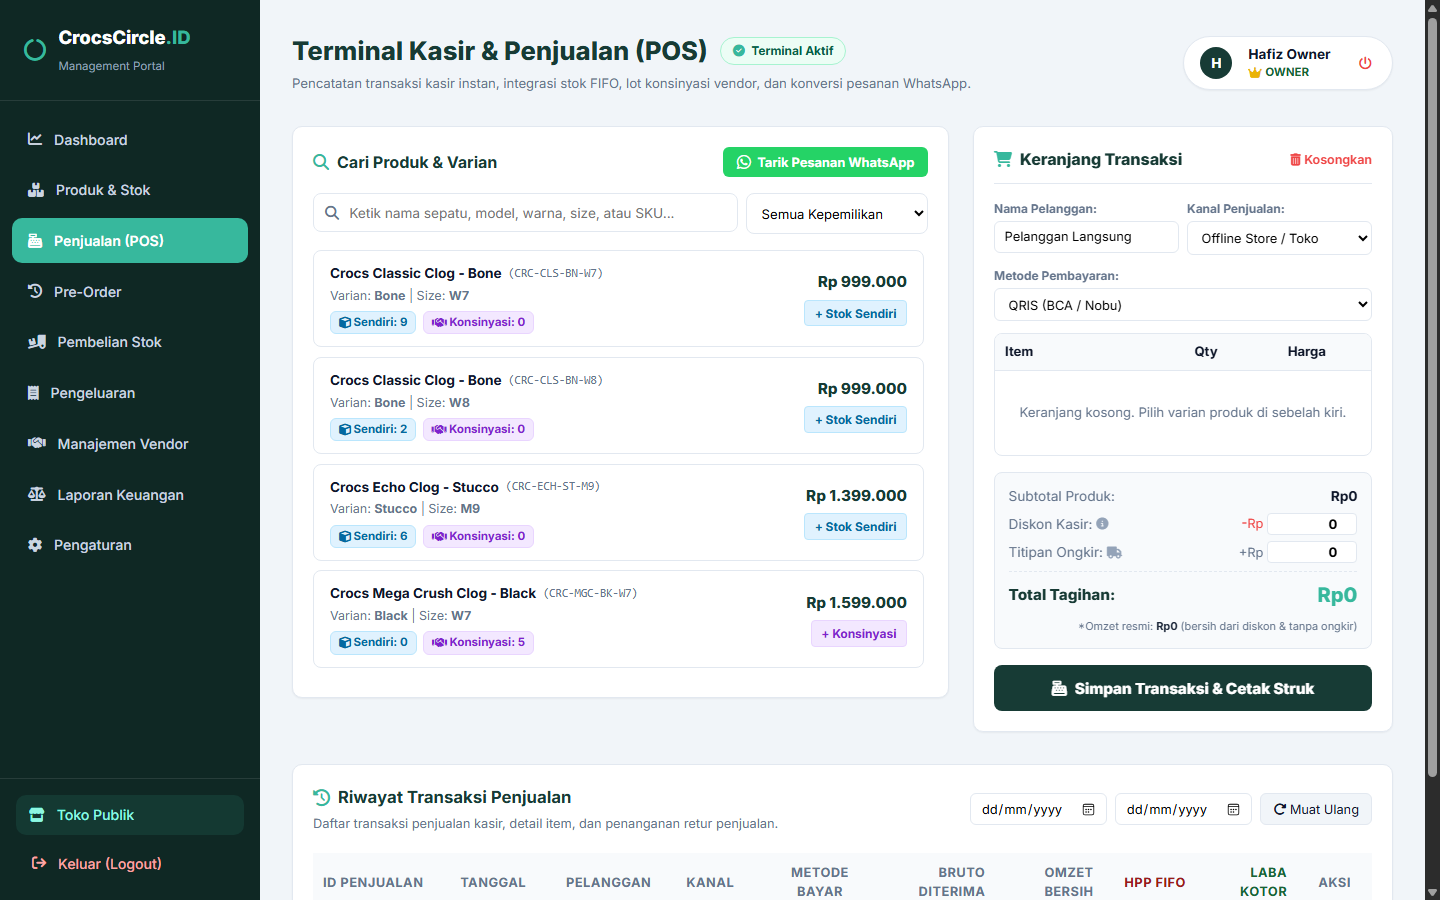 CrocsCircle.ID
Management Portal
Dashboard
Produk & Stok
Penjualan (POS)
Pre-Order
Pembelian Stok
Pengeluaran
Manajemen Vendor
Laporan Keuangan
Pengaturan
Toko Publik
Keluar (Logout)
Terminal Kasir & Penjualan (POS)
Terminal Aktif
Pencatatan transaksi kasir instan, integrasi stok FIFO, lot konsinyasi vendor, dan konversi pesanan WhatsApp.
H
Hafiz Owner
OWNER
Cari Produk & Varian
Tarik Pesanan WhatsApp
Ketik nama sepatu, model, warna, size, atau SKU...
Semua Kepemilikan
Crocs Classic Clog - Bone (CRC-CLS-BN-W7)
Varian: Bone | Size: W7
Sendiri: 9 Konsinyasi: 0
Rp 999.000
+ Stok Sendiri
Crocs Classic Clog - Bone (CRC-CLS-BN-W8)
Varian: Bone | Size: W8
Sendiri: 2 Konsinyasi: 0
Rp 999.000
+ Stok Sendiri
Crocs Echo Clog - Stucco (CRC-ECH-ST-M9)
Varian: Stucco | Size: M9
Sendiri: 6 Konsinyasi: 0
Rp 1.399.000
+ Stok Sendiri
Crocs Mega Crush Clog - Black (CRC-MGC-BK-W7)
Varian: Black | Size: W7
Sendiri: 0 Konsinyasi: 5
Rp 1.599.000
+ Konsinyasi
Keranjang Transaksi
Kosongkan
Nama Pelanggan: Kanal Penjualan:
Pelanggan Langsung Offline Store / Toko
Metode Pembayaran:
QRIS (BCA / Nobu)
Item Qty Harga
Keranjang kosong. Pilih varian produk di sebelah kiri.
Subtotal Produk: Rp0
Diskon Kasir: -Rp 0
Titipan Ongkir: +Rp 0
Total Tagihan: Rp0
*Omzet resmi: Rp0 (bersih dari diskon & tanpa ongkir)
Simpan Transaksi & Cetak Struk
Riwayat Transaksi Penjualan
Daftar transaksi penjualan kasir, detail item, dan penanganan retur penjualan.
dd/mm/yyyy dd/mm/yyyy Muat Ulang
ID PENJUALAN TANGGAL PELANGGAN KANAL METODE BAYAR BRUTO DITERIMA OMZET BERSIH HPP FIFO LABA KOTOR AKSI